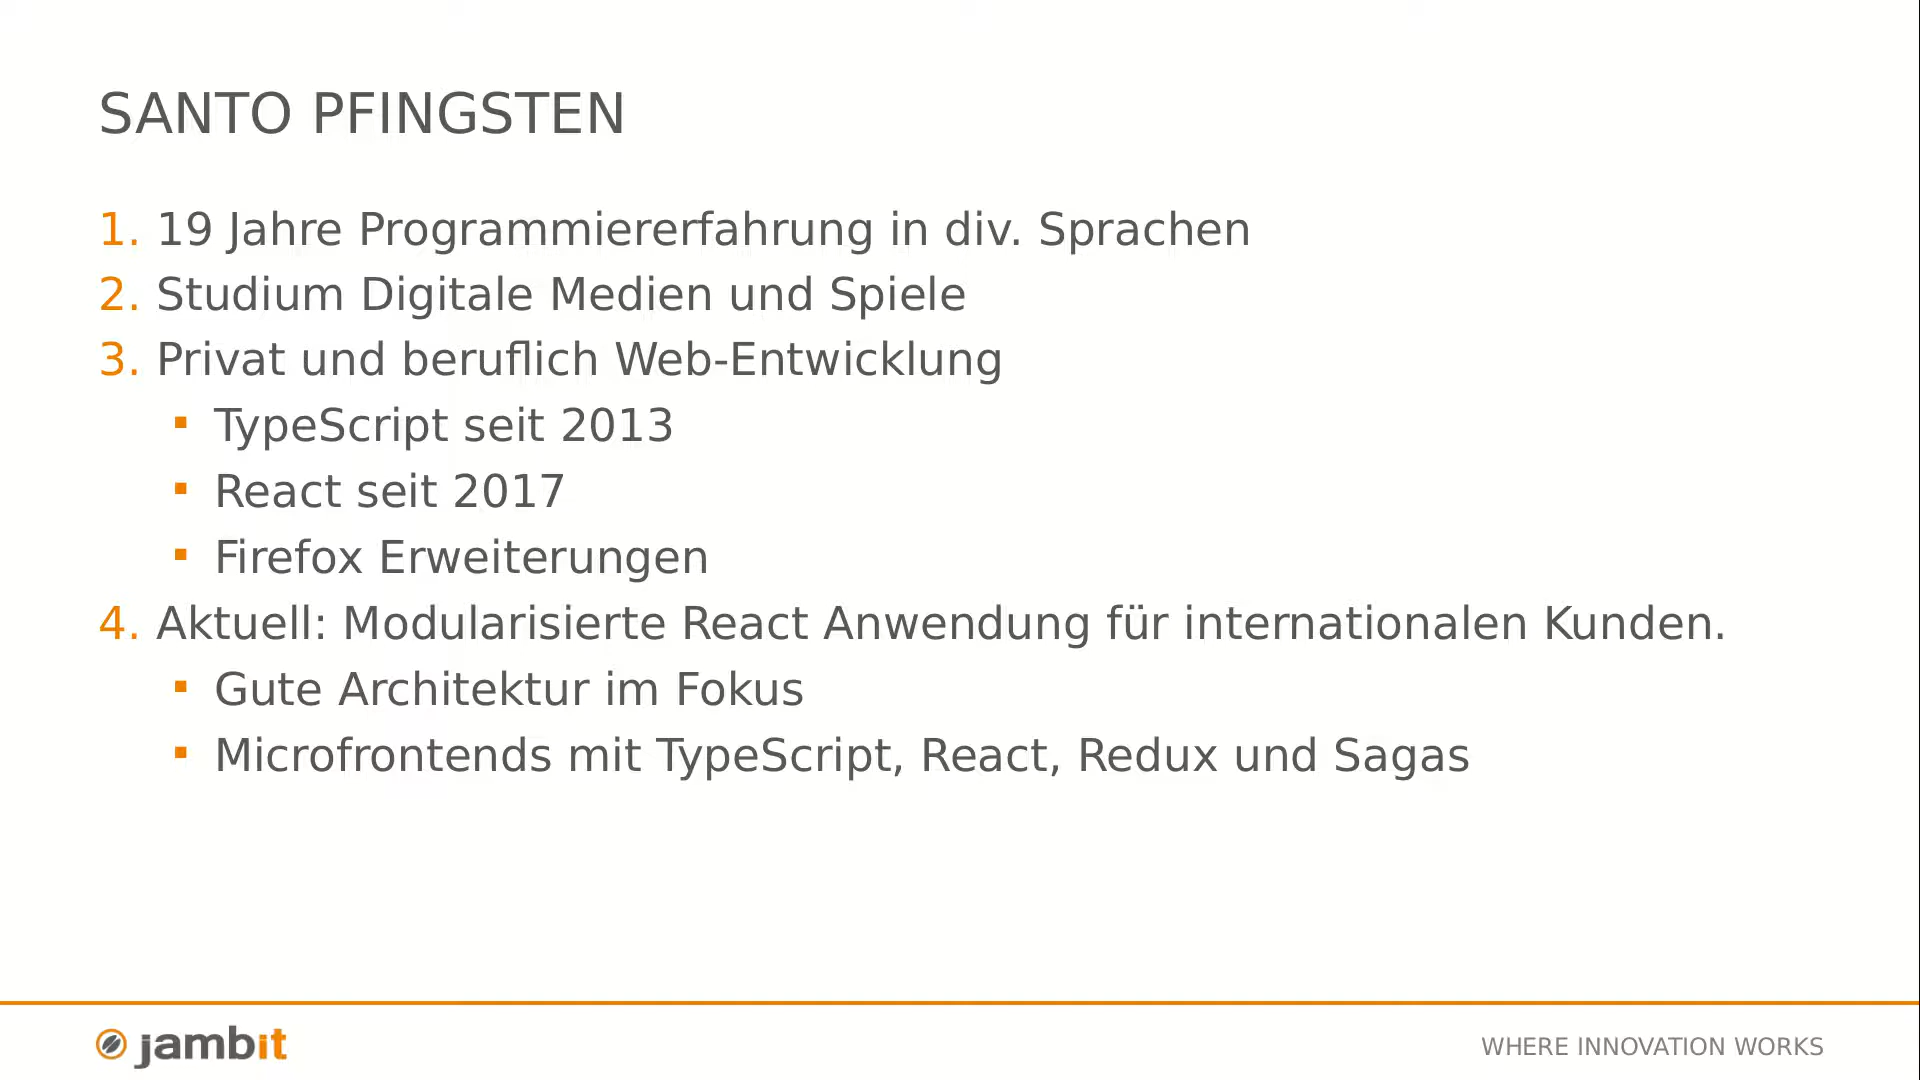 SANTO PFINGSTEN
1. 19 Jahre Programmiererfahrung in div. Sprachen
2. Studium Digitale Medien und Spiele
3. Privat und beruflich Web-Entwicklung
▪ TypeScript seit 2013
▪ React seit 2017
▪ Firefox Erweiterungen
4. Aktuell: Modularisierte React Anwendung für internationalen Kunden.
▪ Gute Architektur im Fokus
▪ Microfrontends mit TypeScript, React, Redux und Sagas
jambit
WHERE INNOVATION WORKS